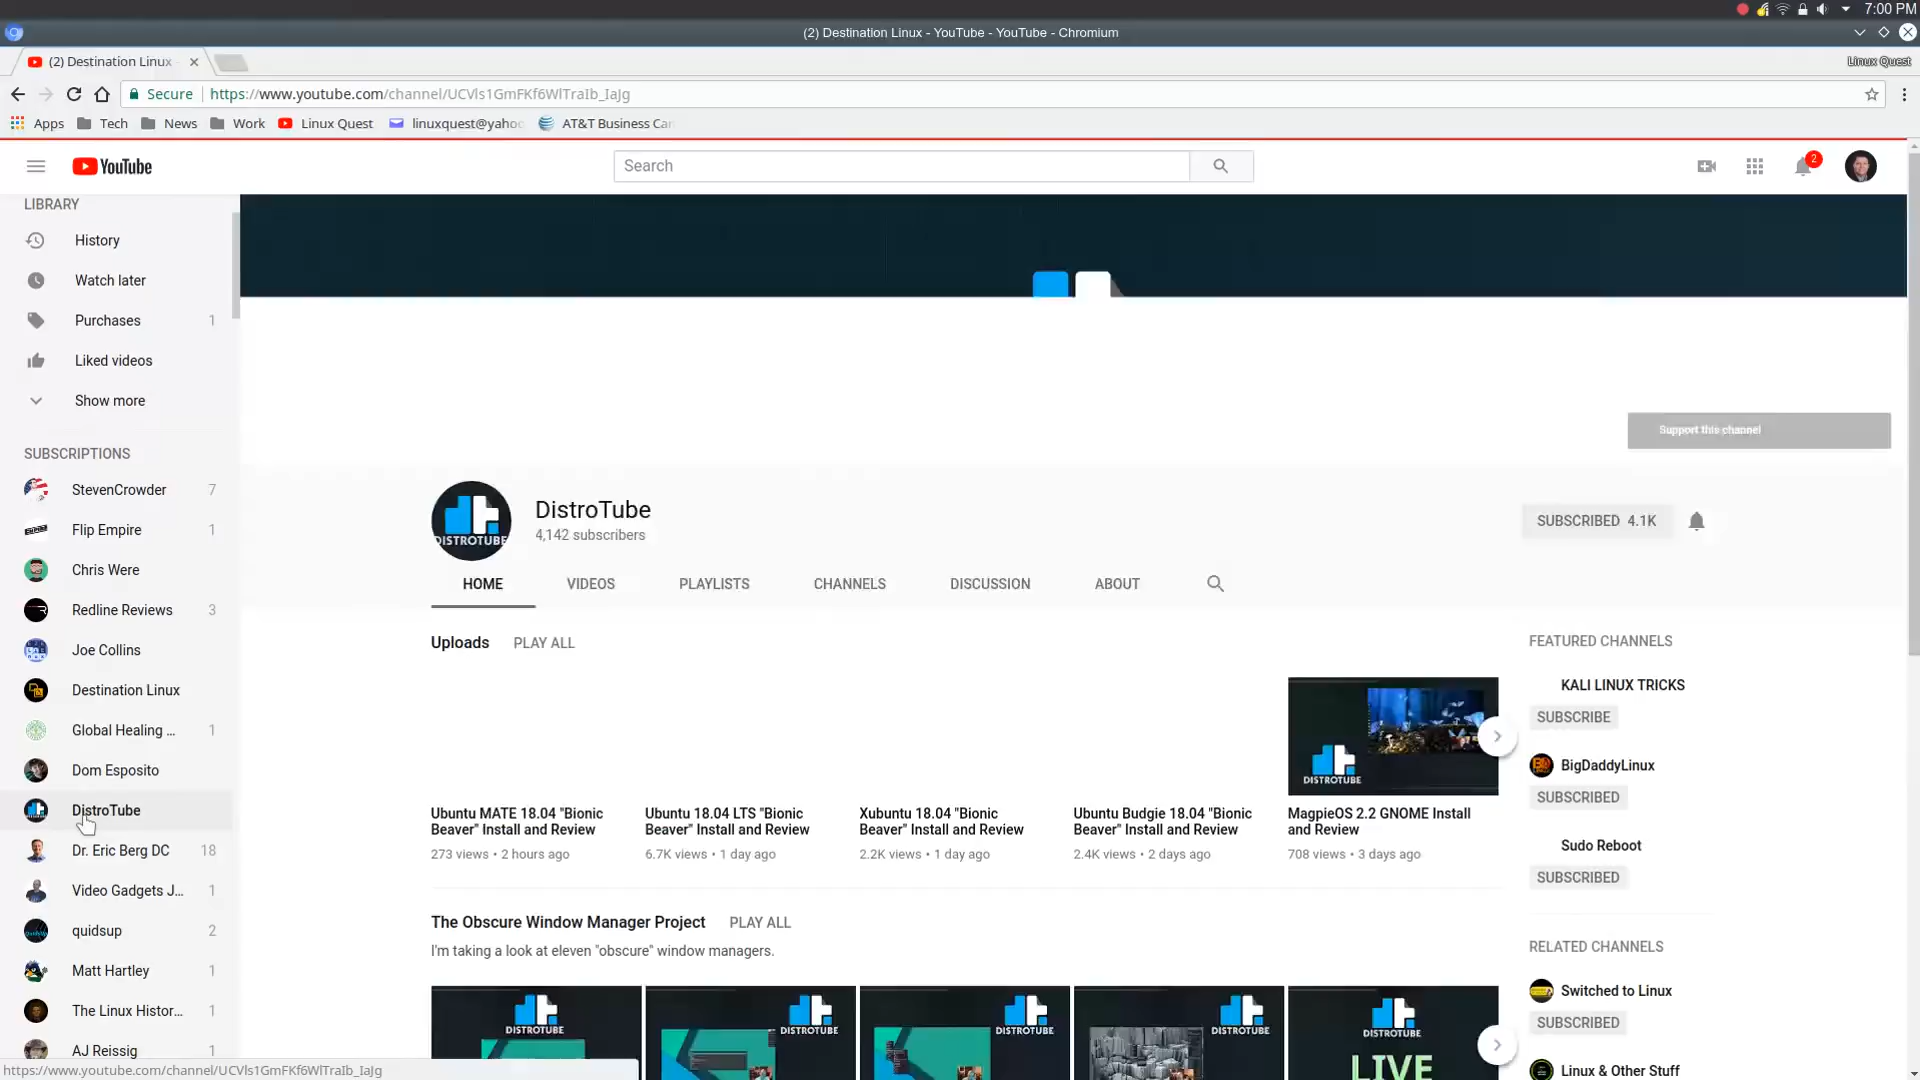 7:00 PM
(2) Destination Linux - YouTube - YouTube - Chromium
(2) Destination Linux
Linux Quest
Secure
https://www.youtube.com/channel/UCVls1GmFKf6WlTraIb_IaJg
Apps
Tech
News
Work
Linux Quest
linuxquest@yahoo
AT&T Business Car
YouTube
Search
2
LIBRARY
History
Watch later
Purchases 1
Liked videos
Show more
SUBSCRIPTIONS
StevenCrowder 7
Flip Empire 1
Chris Were
Redline Reviews 3
Joe Collins
Destination Linux
Global Healing ... 1
Dom Esposito
DistroTube
Dr. Eric Berg DC 18
Video Gadgets J... 1
quidsup 2
Matt Hartley 1
The Linux Histor... 1
AJ Reissig 1
https://www.youtube.com/channel/UCVls1GmFKf6WlTraIb_IaJg
Support this channel
DISTROTUBE
DistroTube
4,142 subscribers
SUBSCRIBED 4.1K
HOME
VIDEOS
PLAYLISTS
CHANNELS
DISCUSSION
ABOUT
Uploads PLAY ALL
DISTROTUBE
Ubuntu MATE 18.04 "Bionic
Beaver" Install and Review
273 views • 2 hours ago
Ubuntu 18.04 LTS "Bionic
Beaver" Install and Review
6.7K views • 1 day ago
Xubuntu 18.04 "Bionic
Beaver" Install and Review
2.2K views • 1 day ago
Ubuntu Budgie 18.04 "Bionic
Beaver" Install and Review
2.4K views • 2 days ago
MagpieOS 2.2 GNOME Install
and Review
708 views • 3 days ago
The Obscure Window Manager Project PLAY ALL
I'm taking a look at eleven "obscure" window managers.
DISTROTUBE
DISTROTUBE
DISTROTUBE
DISTROTUBE
DISTROTUBE
LIVE
FEATURED CHANNELS
KALI LINUX TRICKS
SUBSCRIBE
BigDaddyLinux
SUBSCRIBED
Sudo Reboot
SUBSCRIBED
RELATED CHANNELS
Switched to Linux
SUBSCRIBED
Linux & Other Stuff